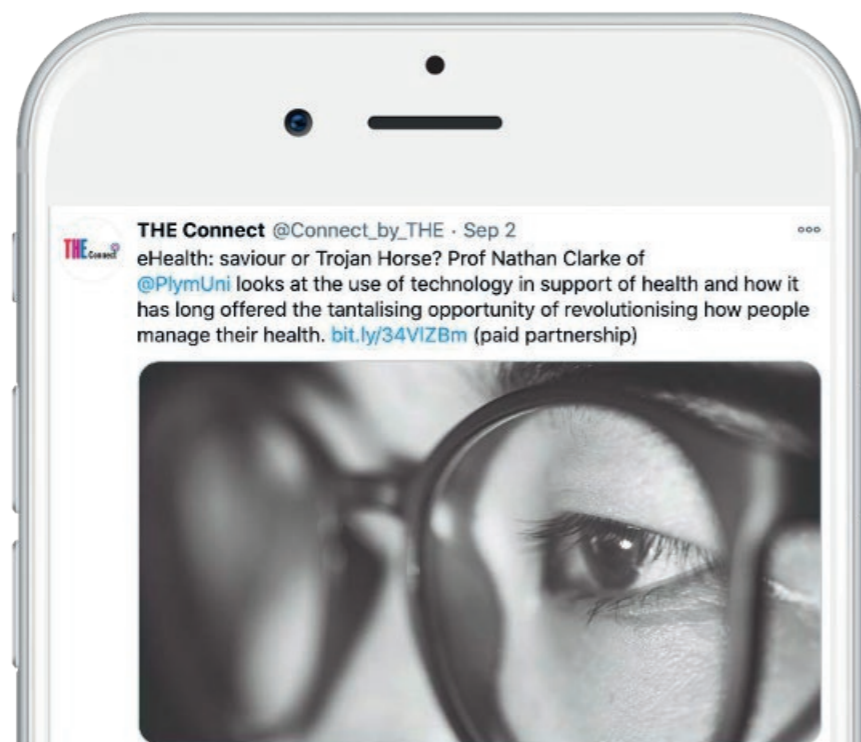 THE Connect
THE Connect @Connect_by_THE · Sep 2
eHealth: saviour or Trojan Horse? Prof Nathan Clarke of
@PlymUni looks at the use of technology in support of health and how it
has long offered the tantalising opportunity of revolutionising how people
manage their health. bit.ly/34VlZBm (paid partnership)